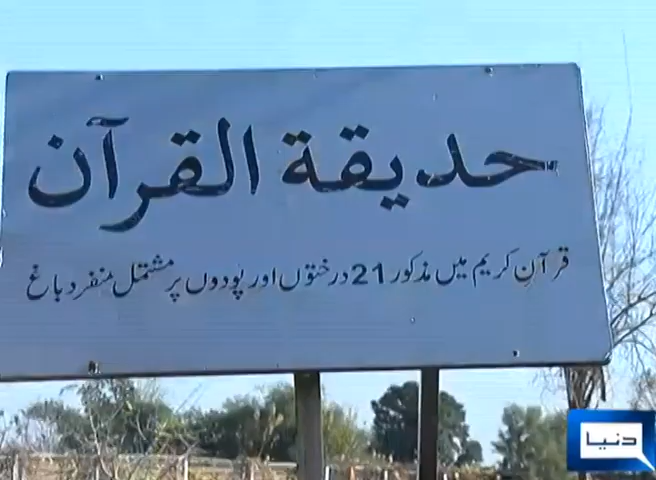 حديقة القرآن
قرآنِ کریم میں مذکور 21 درختوں اور پودوں پر مشتمل منفرد باغ
دنیا